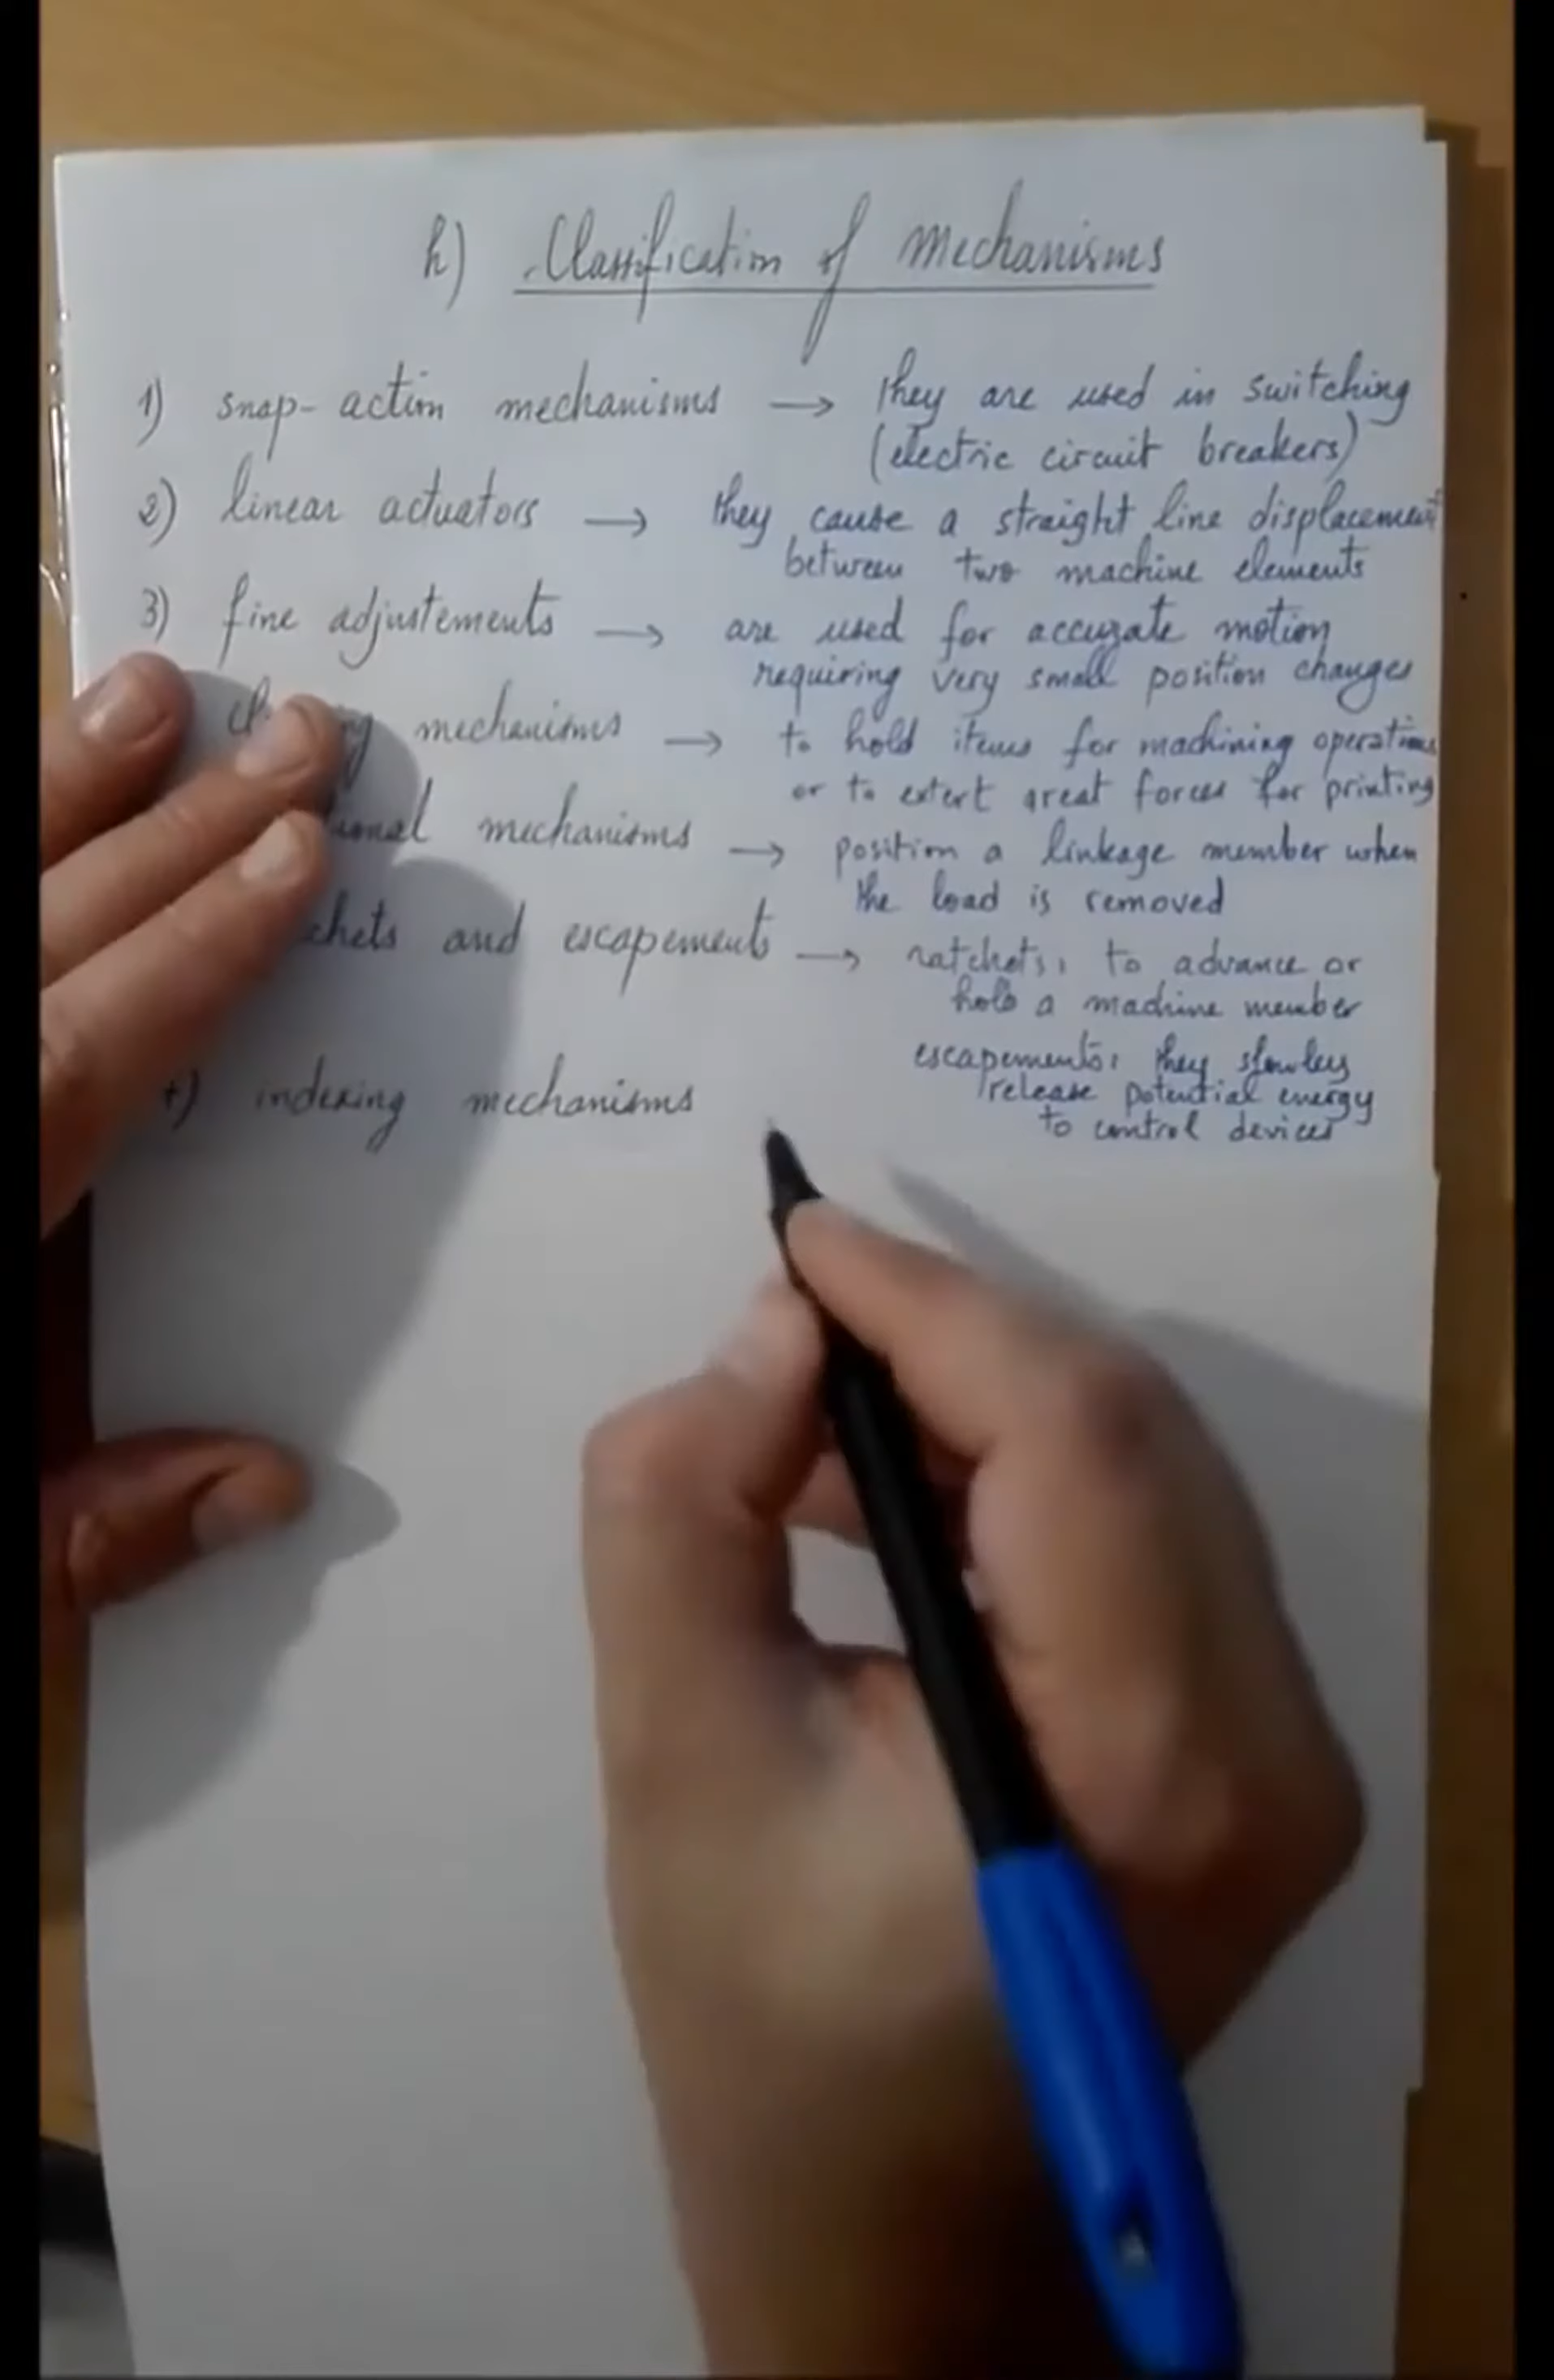 h) Classification of mechanisms
1) snap-action mechanisms → they are used in switching
(electric circuit breakers)
2) linear actuators → they cause a straight line displacement
between two machine elements
3) fine adjustements → are used for accurate motion
requiring very small position changes
mechanisms → to hold items for machining operations
or to extert great forces for printing
mechanisms → position a linkage member when
the load is removed
and escapements → ratchets: to advance or
hold a machine member
escapements: they slowley
release potential energy
to control devices
indexing mechanisms